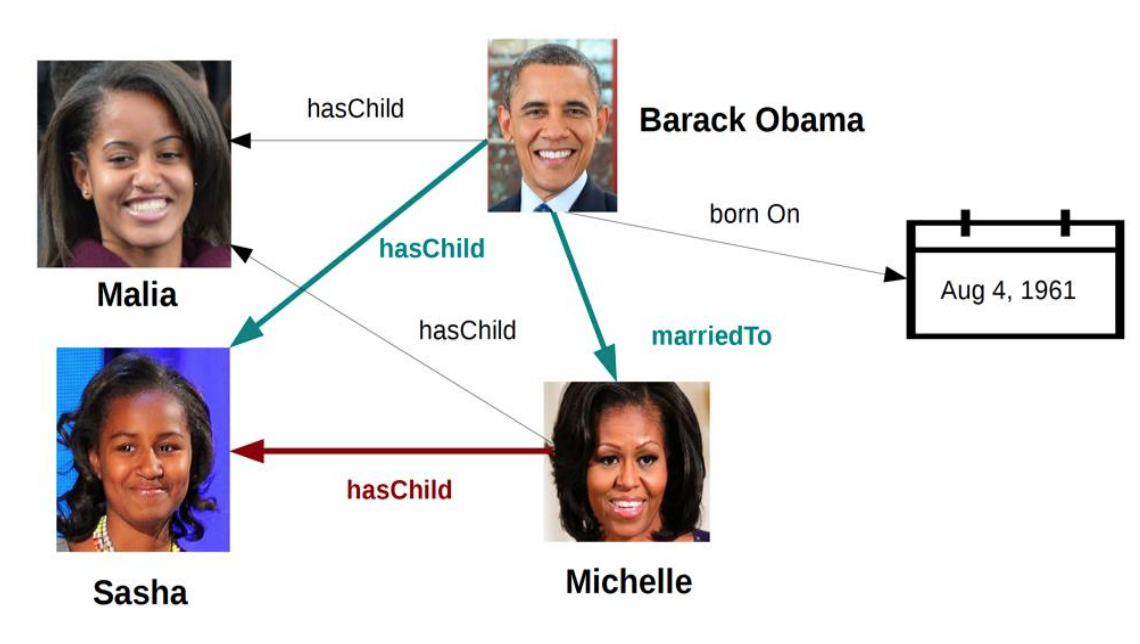 hasChild
Barack Obama
born On
hasChild
Aug 4, 1961
Malia
hasChild
marriedTo
hasChild
Michelle
Sasha